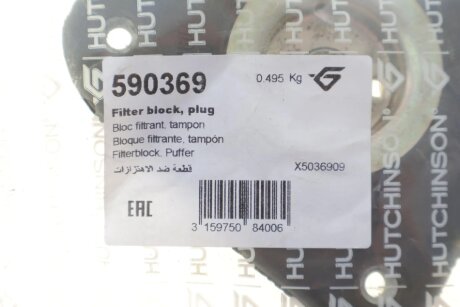 590369
0.495 Kg
Filter block, plug
Bloc filtrant, tampon
Bloque filtrante, tampón
Filterblock, Puffer
قطعة ضد الاهتزازات
X5036909
EAC
3 159750 84006
HUTCHINSON
HUTCHINSON
HUTCHINSON